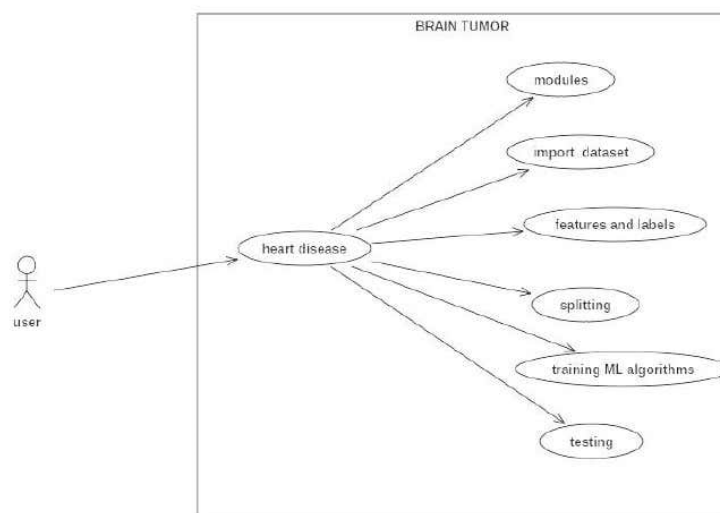 BRAIN TUMOR
modules
import dataset
features and labels
heart disease
splitting
user
training ML algorithms
testing